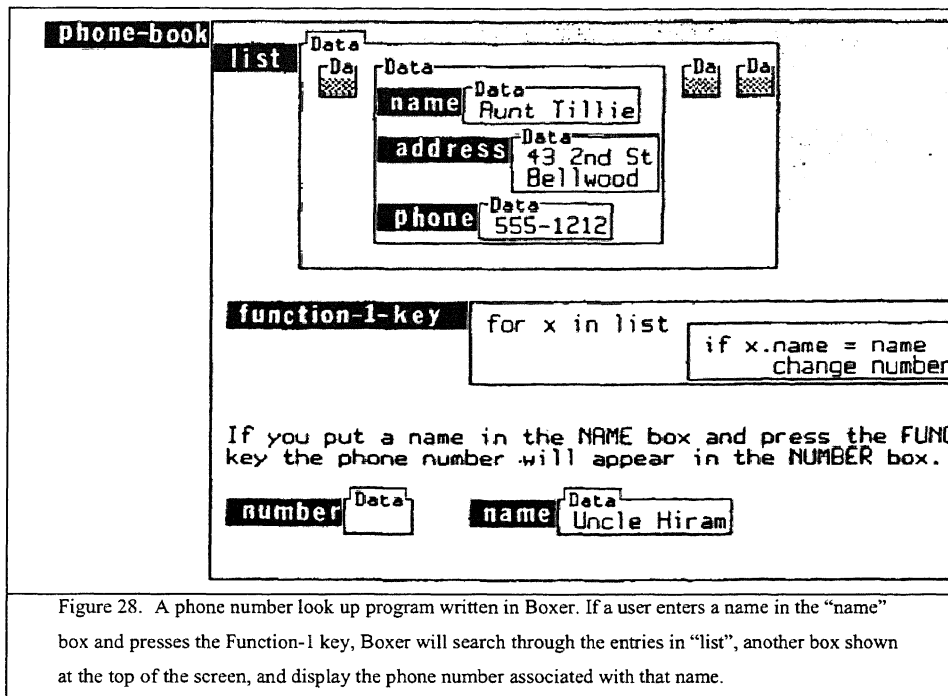 phone-book
list Data
Da Data Da Da
name Data
Aunt Tillie
address Data
43 2nd St
Bellwood
phone Data
555-1212
function-1-key for x in list
if x.name = name
change number
If you put a name in the NAME box and press the
key the phone number will appear in the NUMBER box.
number Data name Data
Uncle Hiram
Figure 28. A phone number look up program written in Boxer. If a user enters a name in the “name”
box and presses the Function-1 key, Boxer will search through the entries in “list”, another box shown
at the top of the screen, and display the phone number associated with that name.